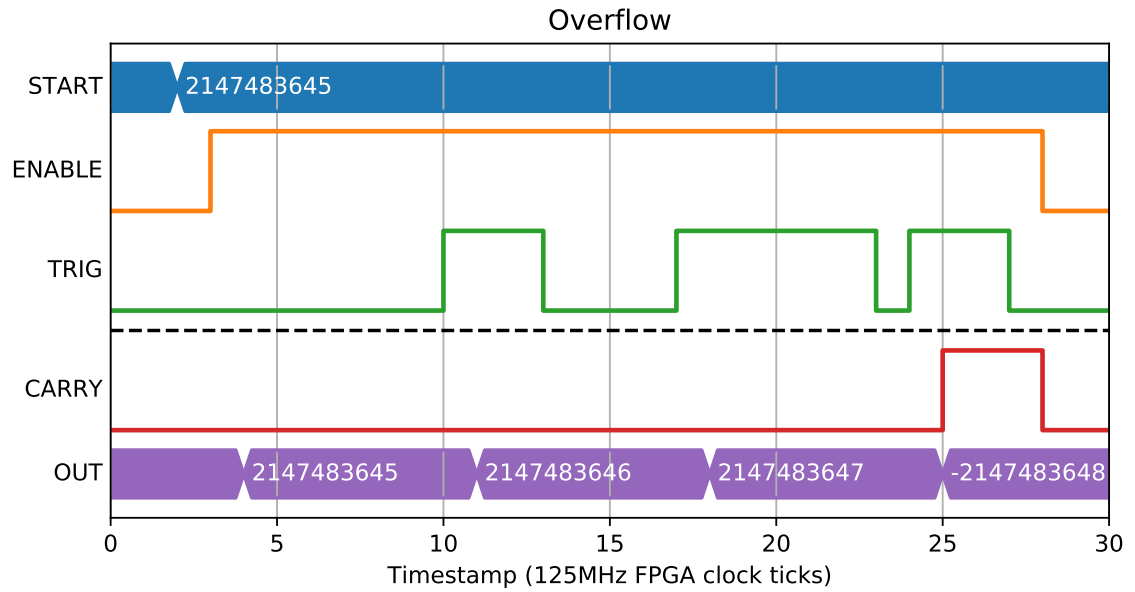 Overflow
START 2147483645
ENABLE
TRIG
CARRY
OUT 2147483645 2147483646 2147483647 -2147483648
0 5 10 15 20 25 30
Timestamp (125MHz FPGA clock ticks)